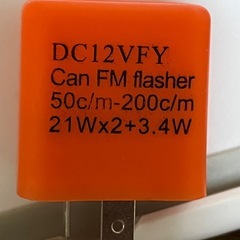 DC12VFY
Can FM flasher
50c/m-200c/m
21Wx2+3.4W